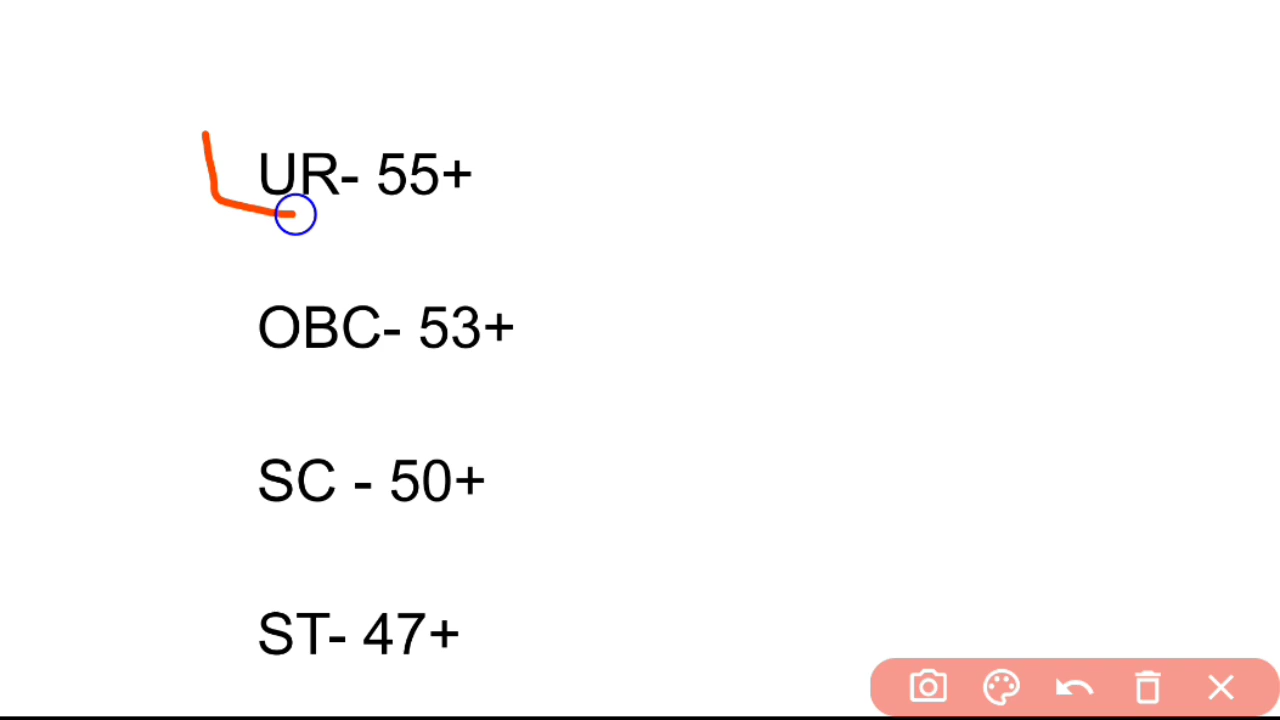 UR- 55+
OBC- 53+
SC - 50+
ST- 47+